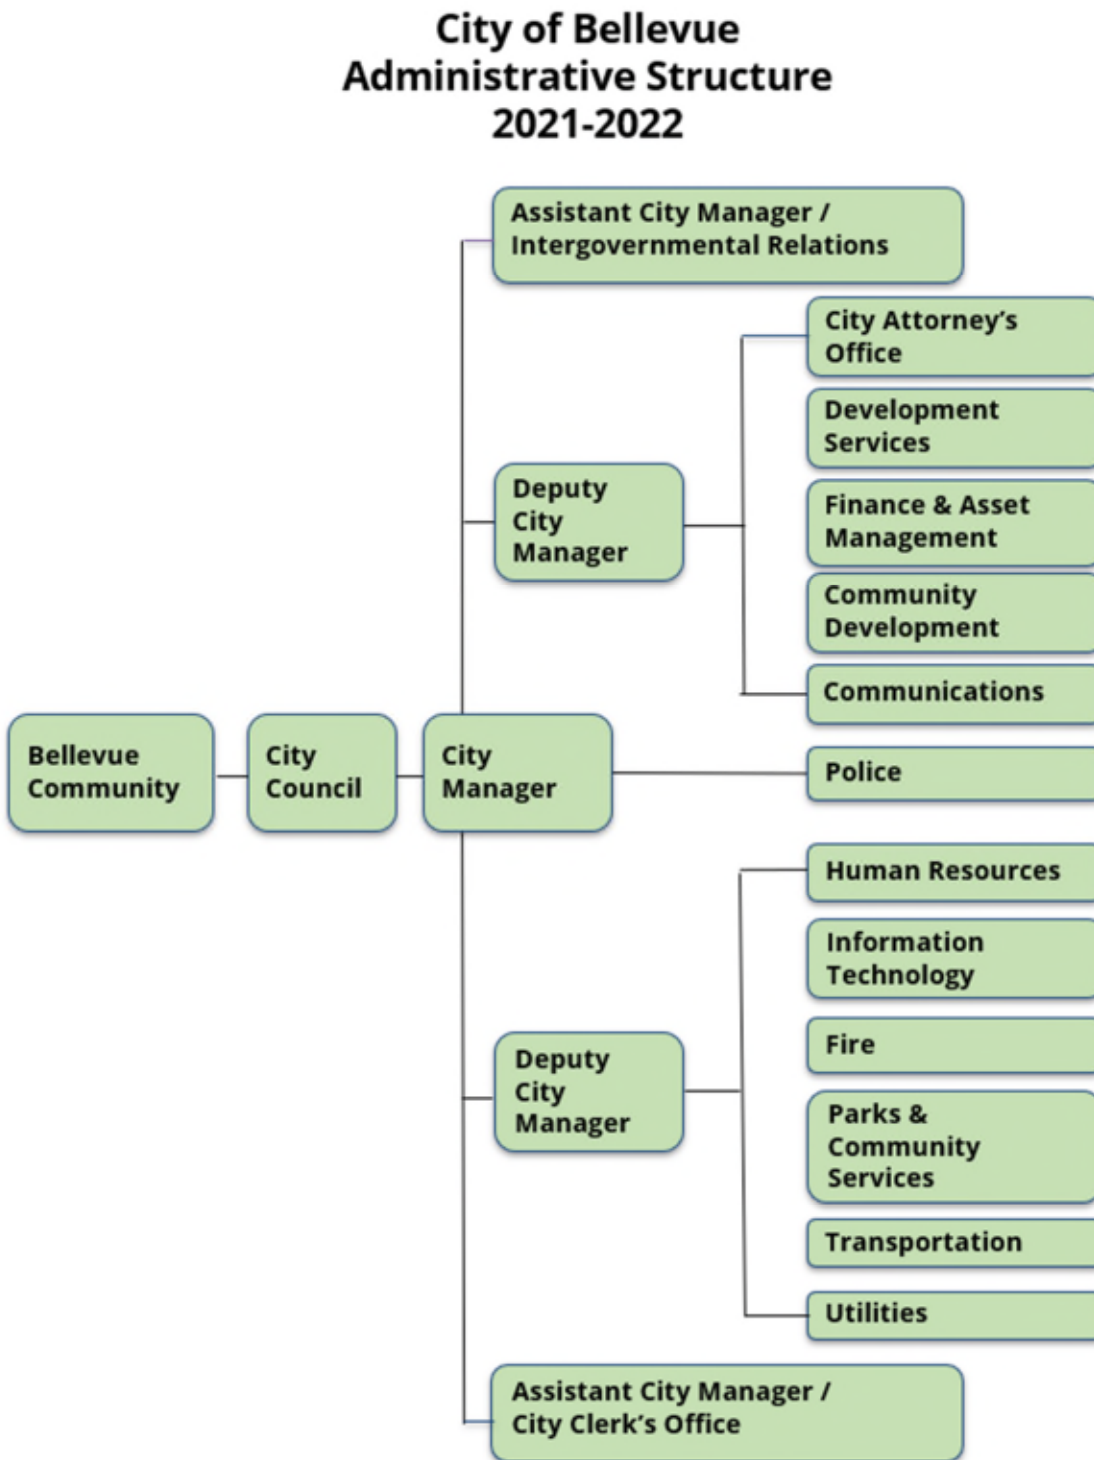 City of Bellevue
Administrative Structure
2021-2022
Assistant City Manager /
Intergovernmental Relations
City Attorney’s
Office
Development
Services
Deputy
City
Manager
Finance & Asset
Management
Community
Development
Communications
Bellevue
Community
City
Council
City
Manager
Police
Human Resources
Information
Technology
Fire
Deputy
City
Manager
Parks &
Community
Services
Transportation
Utilities
Assistant City Manager /
City Clerk’s Office